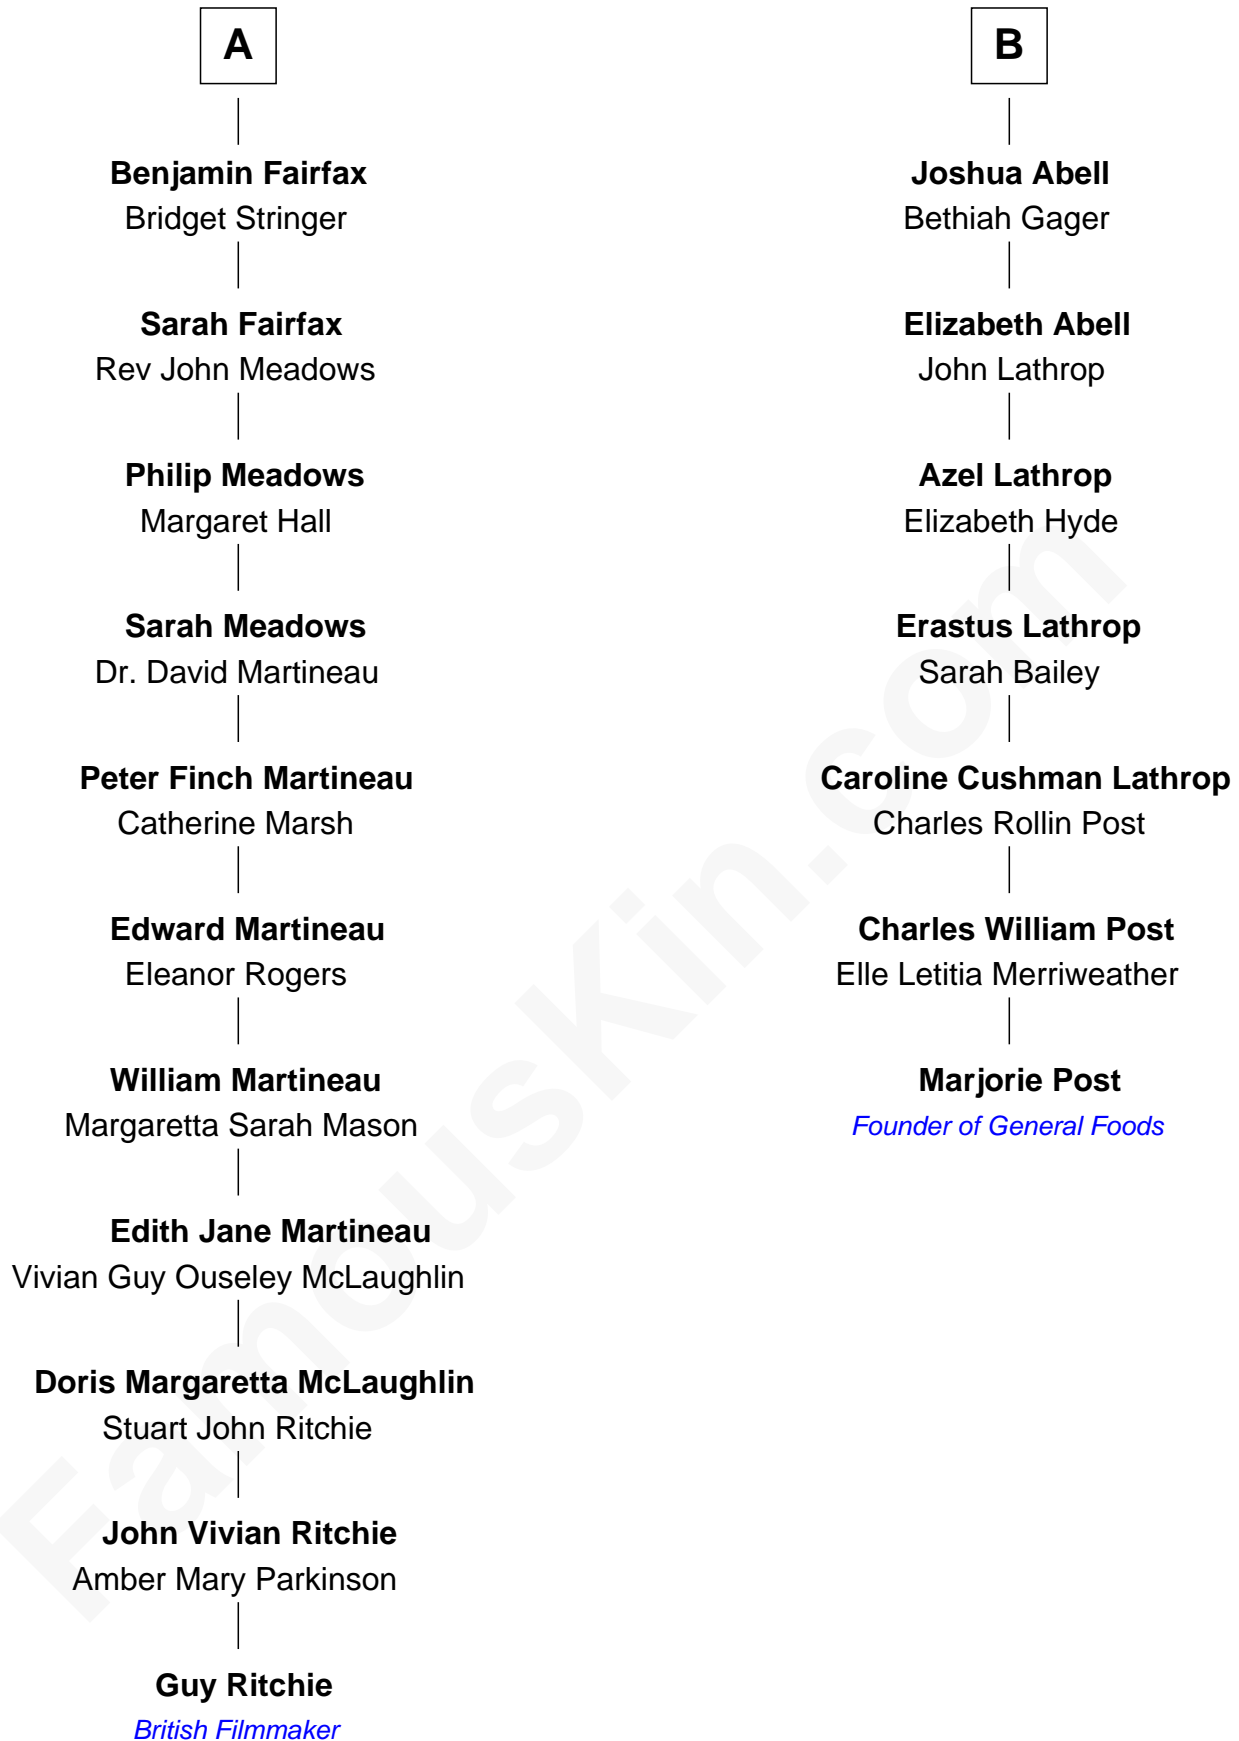 A
Benjamin Fairfax
Bridget Stringer
Sarah Fairfax
Rev John Meadows
Philip Meadows
Margaret Hall
Sarah Meadows
Dr. David Martineau
Peter Finch Martineau
Catherine Marsh
Edward Martineau
Eleanor Rogers
William Martineau
Margaretta Sarah Mason
Edith Jane Martineau
Vivian Guy Ouseley McLaughlin
Doris Margaretta McLaughlin
Stuart John Ritchie
John Vivian Ritchie
Amber Mary Parkinson
Guy Ritchie
British Filmmaker
B
Joshua Abell
Bethiah Gager
Elizabeth Abell
John Lathrop
Azel Lathrop
Elizabeth Hyde
Erastus Lathrop
Sarah Bailey
Caroline Cushman Lathrop
Charles Rollin Post
Charles William Post
Elle Letitia Merriweather
Marjorie Post
Founder of General Foods
FamousKin.com